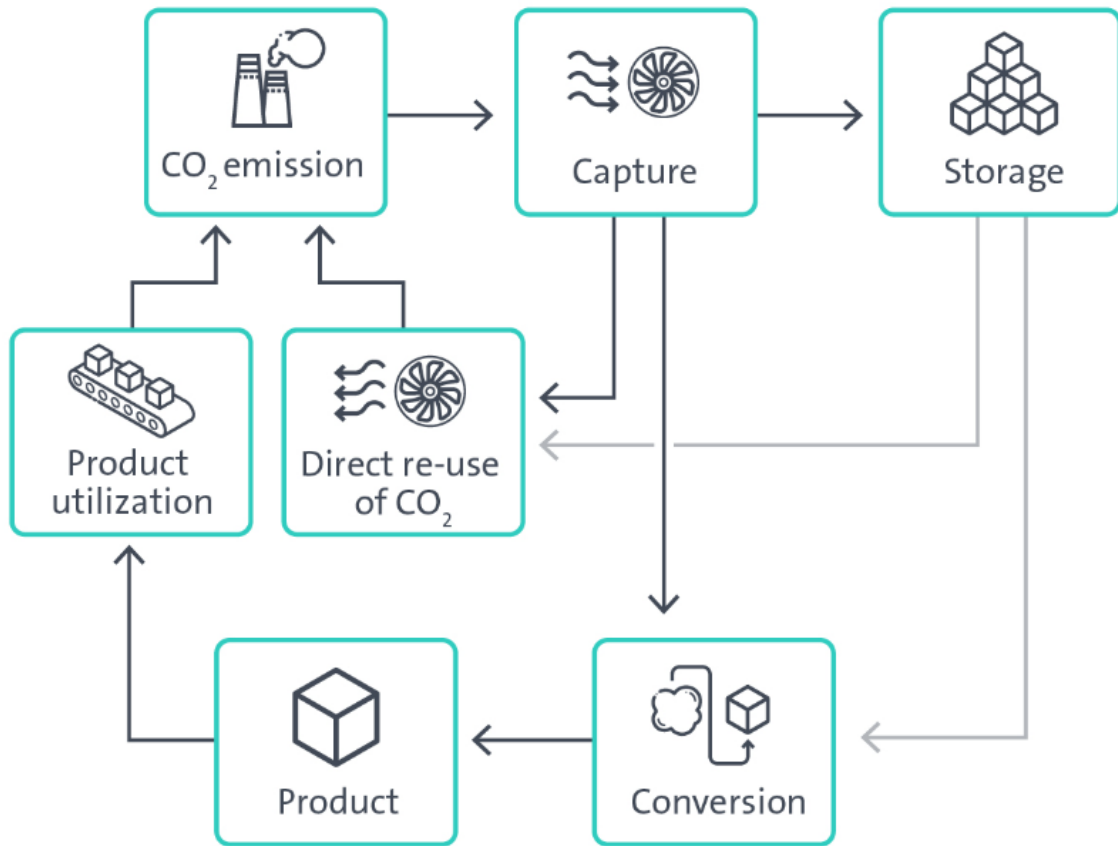 CO₂ emission
Capture
Storage
Product
utilization
Direct re-use
of CO₂
Product
Conversion